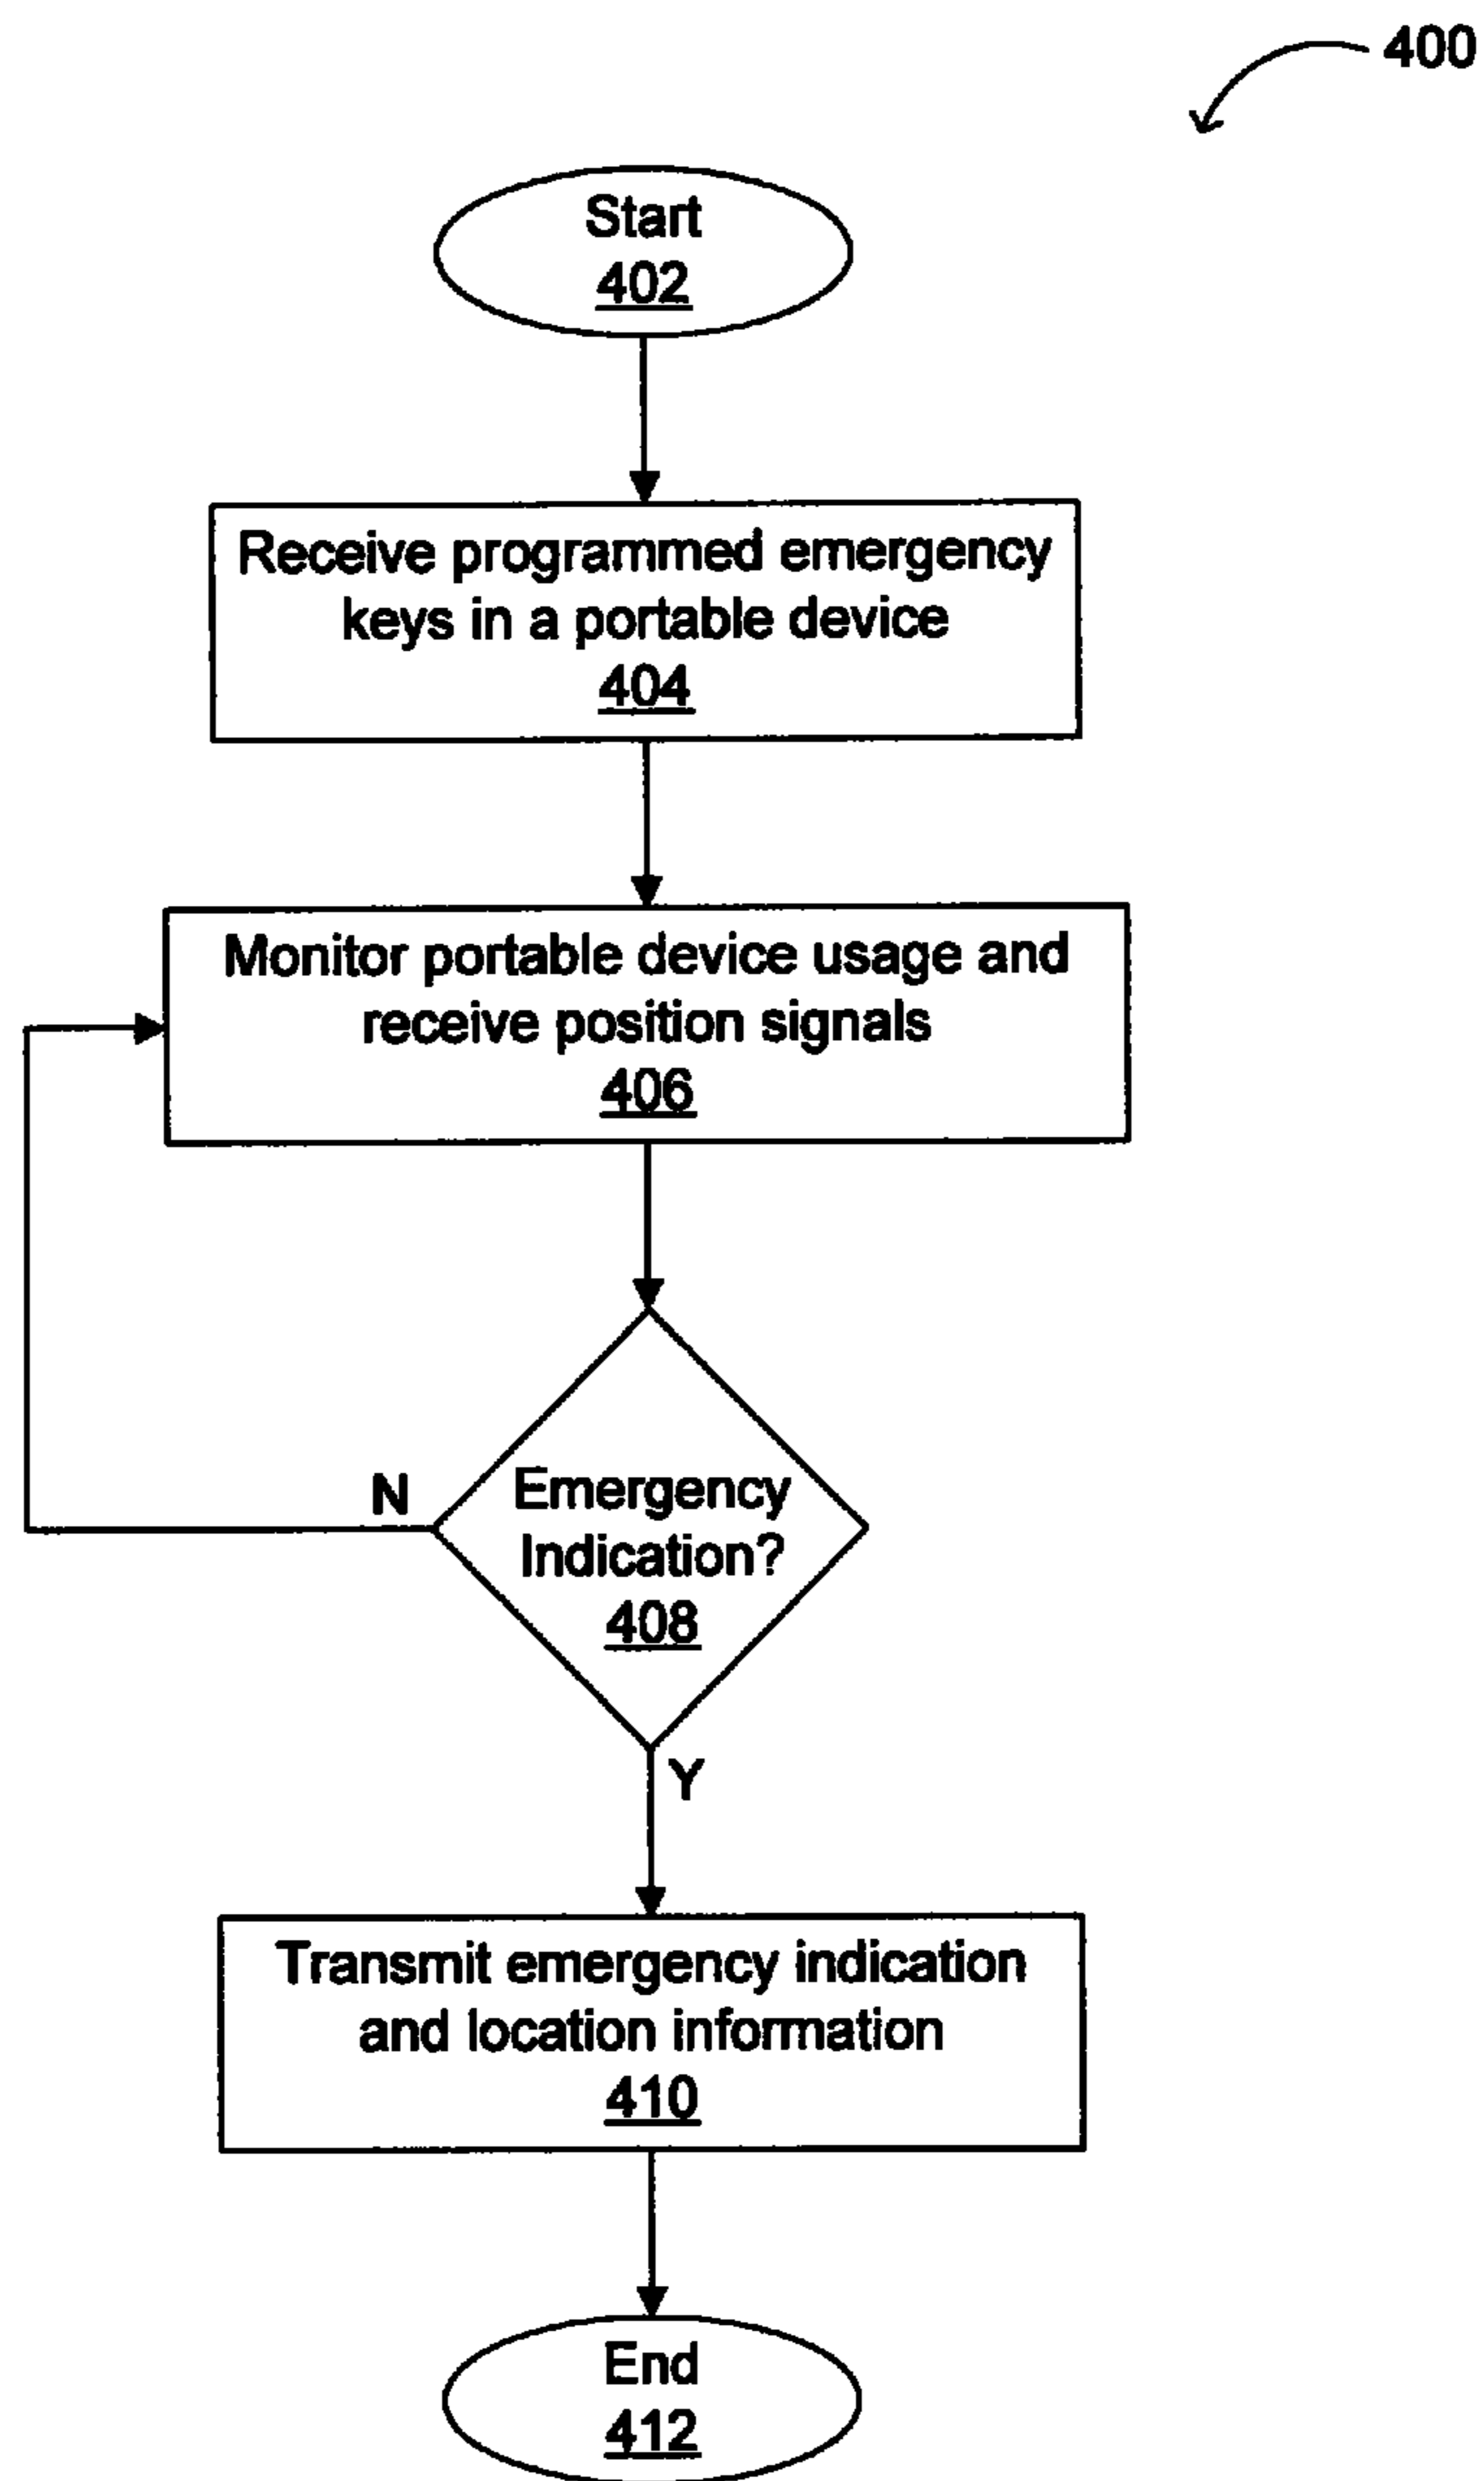 400
Start
402
Receive programmed emergency
keys in a portable device
404
Monitor portable device usage and
receive position signals
406
N
Emergency
Indication?
408
Y
Transmit emergency indication
and location information
410
End
412